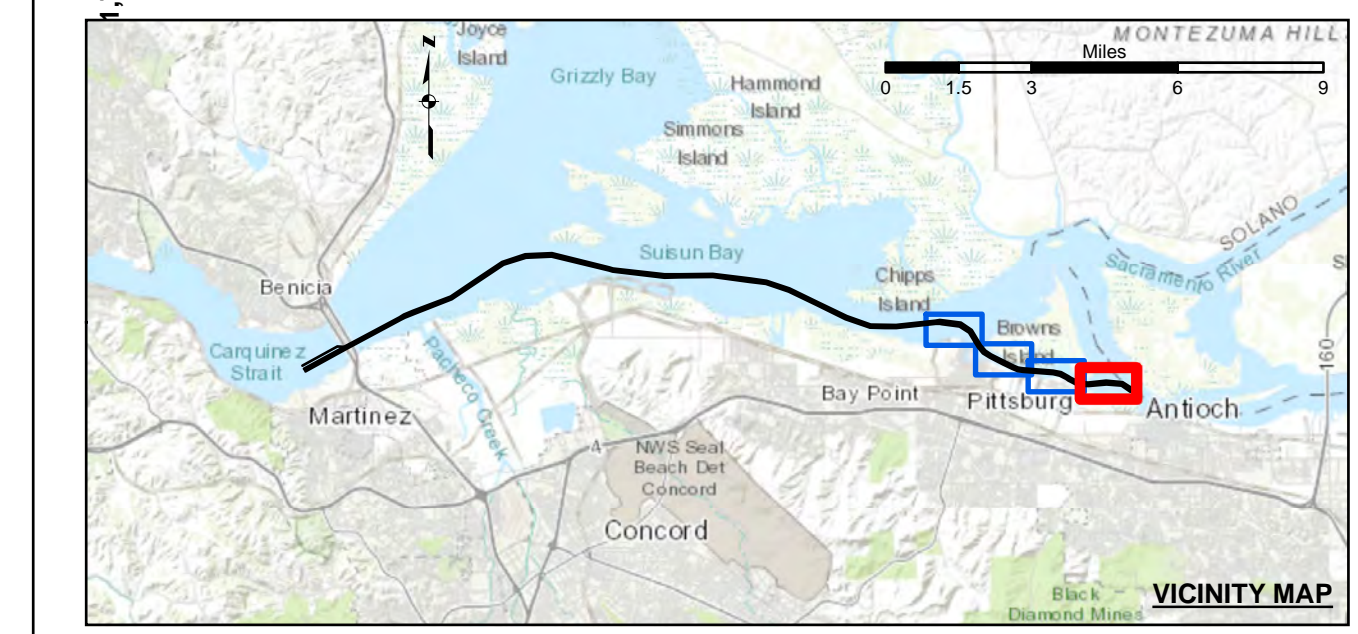 Joyce
Island
MONTEZUMA HILL
N
Miles
0 1.5 3 6 9
Grizzly Bay
Hammond
Island
Simmons
Island
SOLANO
Sacramento River
Suisun Bay
Chipps
Island
Benicia
Browns
Island
Carquinez
Strait
160
Pacheco Creek
Bay Point
Pittsburg
Antioch
Martinez
4
NWS Seal
Beach Det
Concord
Concord
Black
Diamond Mines
VICINITY MAP